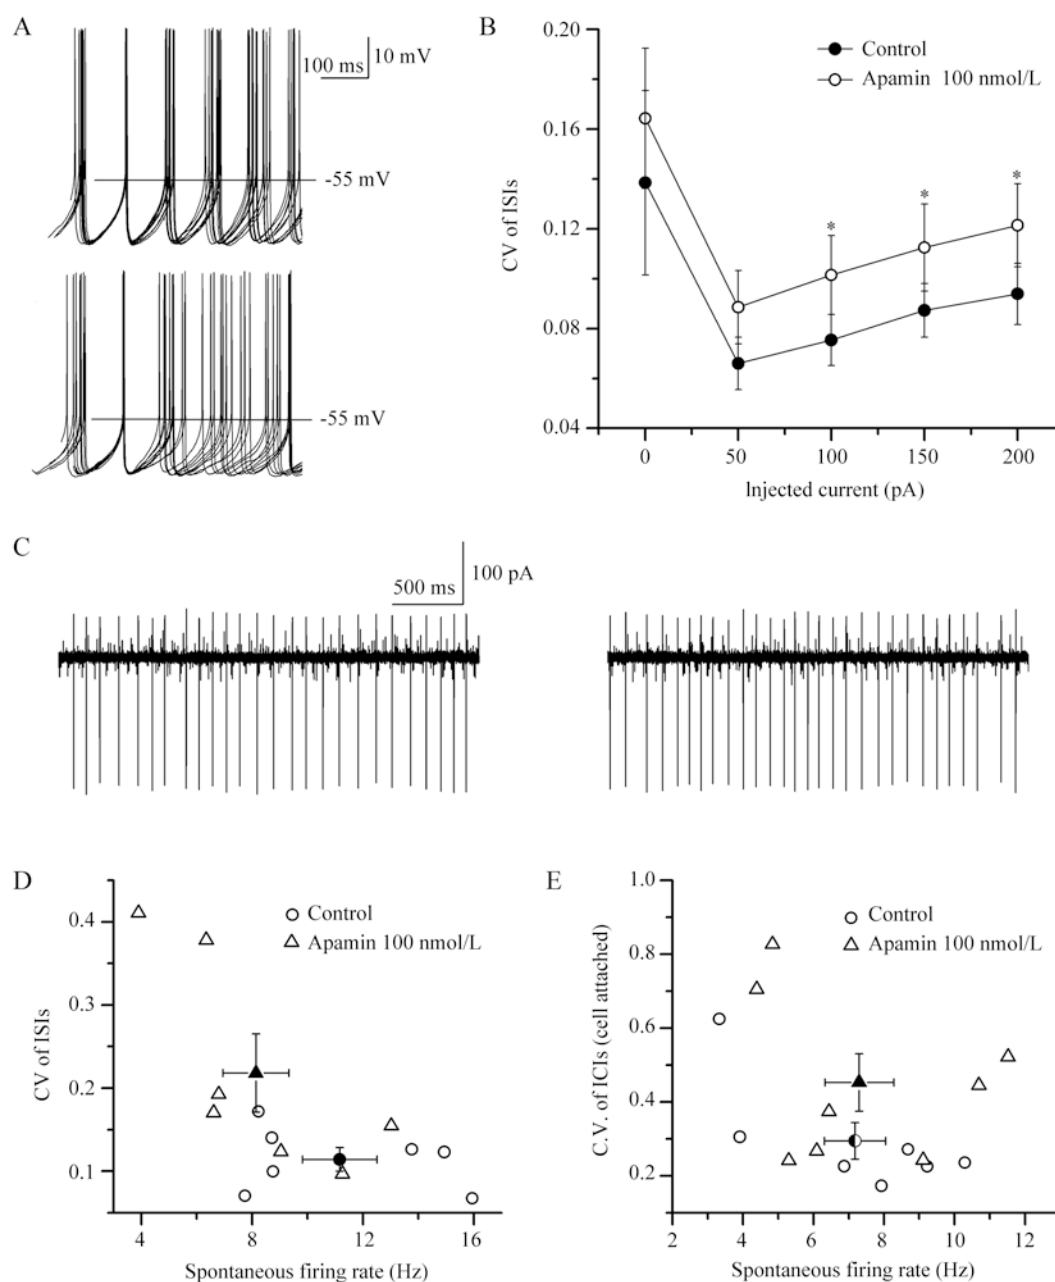 A
100 ms
10 mV
-55 mV
-55 mV
B
Control
Apamin 100 nmol/L
CV of ISIs
0.20
0.16
0.12
0.08
0.04
*
*
*
0
50
100
150
200
Injected current (pA)
C
500 ms
100 pA
D
Control
Apamin 100 nmol/L
CV of ISIs
0.4
0.3
0.2
0.1
4
8
12
16
Spontaneous firing rate (Hz)
E
Control
Apamin 100 nmol/L
C.V. of ICIs (cell attached)
1.0
0.8
0.6
0.4
0.2
2
4
6
8
10
12
Spontaneous firing rate (Hz)